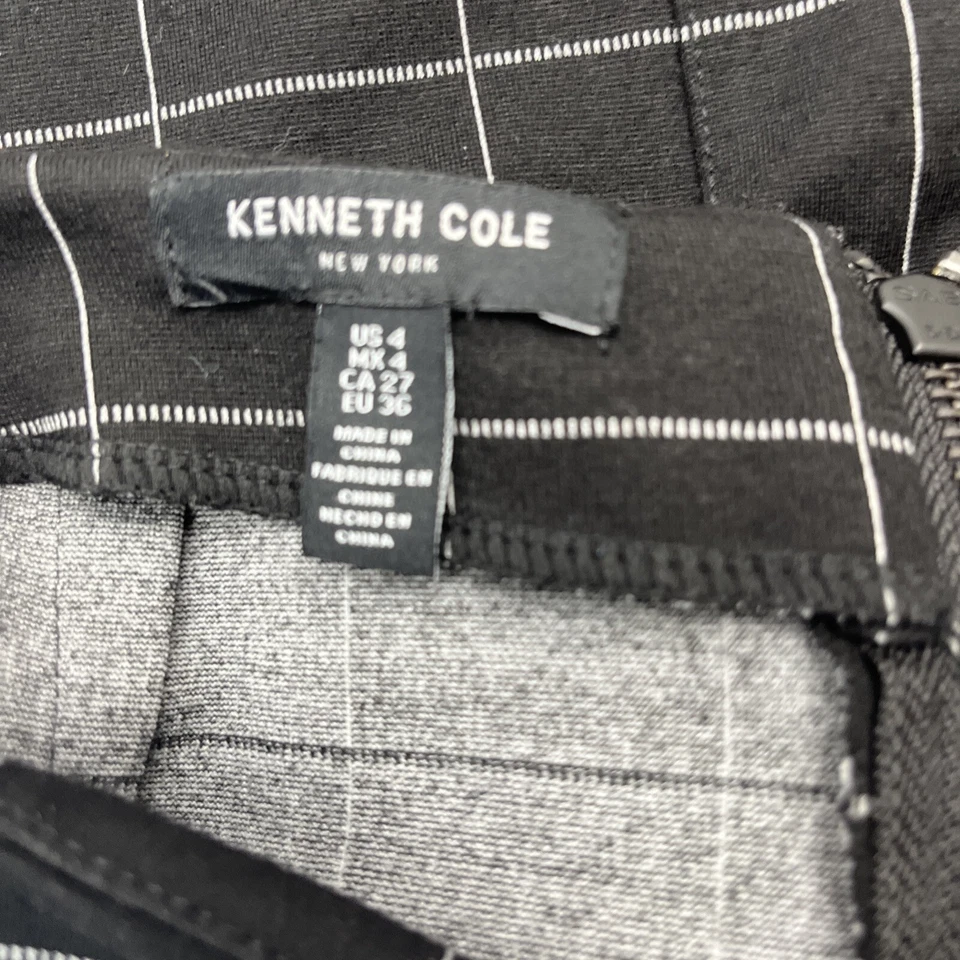 KENNETH COLE
NEW YORK
US 4
MX 4
CA 27
EU 36
MADE IN
CHINA
FABRIQUE EN
CHINE
HECHO EN
CHINA